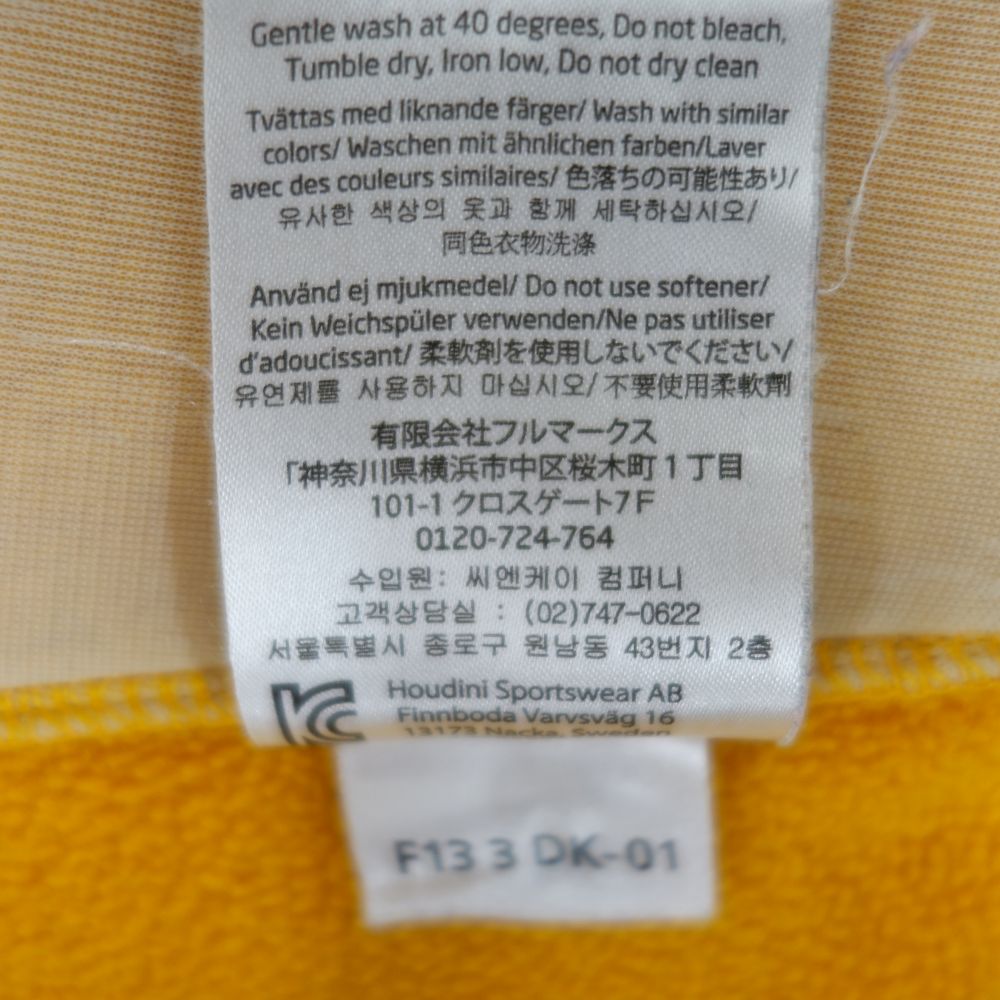 Gentle wash at 40 degrees, Do not bleach,
Tumble dry, Iron low, Do not dry clean
Tvättas med liknande färger/ Wash with similar
colors/ Waschen mit ähnlichen farben/Laver
avec des couleurs similaires/ 色落ちの可能性あり/
유사한 색상의 옷과 함께 세탁하십시오/
同色衣物洗涤
Använd ej mjukmedel/ Do not use softener/
Kein Weichspüler verwenden/Ne pas utiliser
d'adoucissant/ 柔軟剤を使用しないでください/
유연제를 사용하지 마십시오/ 不要使用柔軟劑
有限会社フルマークス
「神奈川県横浜市中区桜木町1丁目
101-1 クロスゲート7F
0120-724-764
수입원: 씨엔케이 컴퍼니
고객상담실 : (02)747-0622
서울특별시 종로구 원남동 43번지 2층
Houdini Sportswear AB
Finnboda Varvsväg 16
13173 Nacka, Sweden
F13 3 DK-01